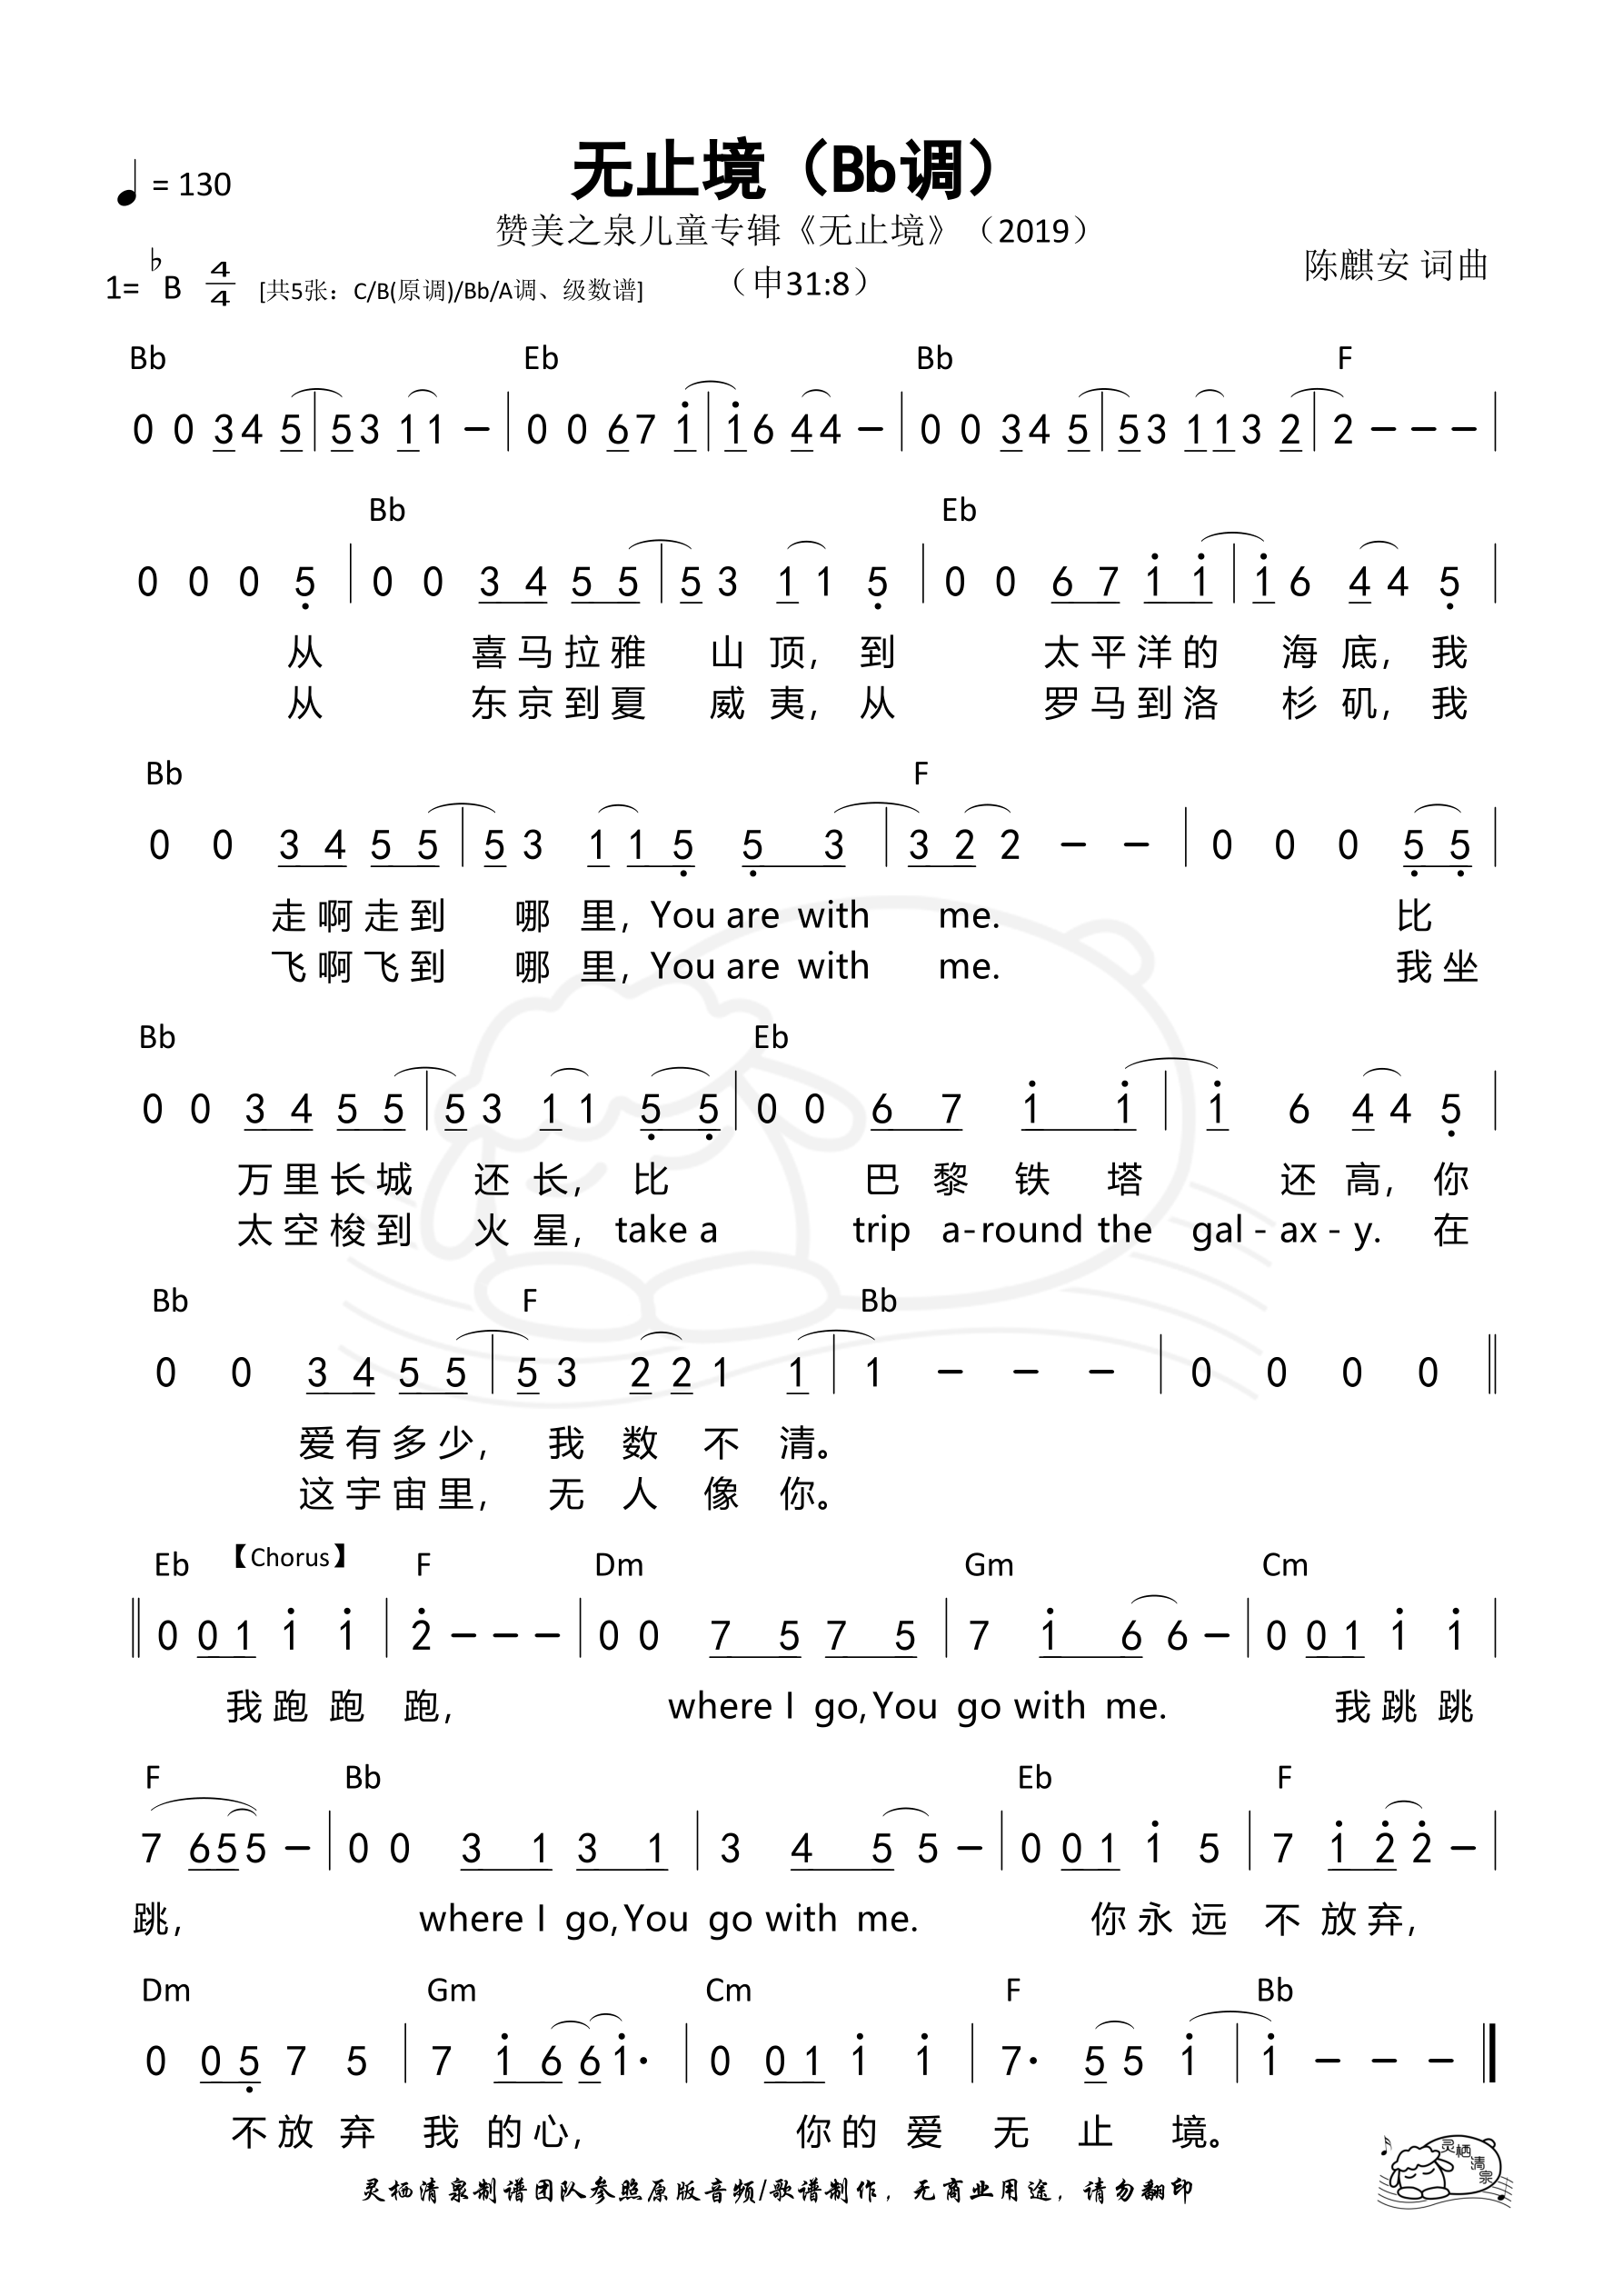 无止境（Bb调）
♩= 130
赞美之泉儿童专辑《无止境》（2019）
陈麒安 词曲
1= ♭B 4/4 [共5张：C/B(原调)/Bb/A调、级数谱]
（申31:8）
Bb Eb Bb F
0 0 3 4 5 | 5 3 1 1 － | 0 0 6 7 i | i 6 4 4 － | 0 0 3 4 5 | 5 3 1 1 3 2 | 2 － － － |
Bb Eb
0 0 0 5 | 0 0 3 4 5 5 | 5 3 1 1 5 | 0 0 6 7 i i | i 6 4 4 5 |
从 喜马拉雅 山顶，到 太平洋的 海底，我
从 东京到夏 威夷，从 罗马到洛 杉矶，我
Bb F
0 0 3 4 5 5 | 5 3 1 1 5 5 3 | 3 2 2 － － | 0 0 0 5 5 |
走啊走到 哪里，You are with me. 比
飞啊飞到 哪里，You are with me. 我坐
Bb Eb
0 0 3 4 5 5 | 5 3 1 1 5 5 | 0 0 6 7 i i | i 6 4 4 5 |
万里长城 还长，比 巴黎铁塔 还高，你
太空梭到 火星，take a trip a-round the gal-ax-y. 在
Bb F Bb
0 0 3 4 5 5 | 5 3 2 2 1 1 | 1 － － － | 0 0 0 0 ‖
爱有多少，我数不清。
这宇宙里，无人像你。
Eb 【Chorus】 F Dm Gm Cm
‖ 0 0 1 i i | 2 － － － | 0 0 7 5 7 5 | 7 i 6 6 － | 0 0 1 i i |
我跑跑跑，where I go,You go with me. 我跳跳
F Bb Eb F
7 6 5 5 － | 0 0 3 1 3 1 | 3 4 5 5 － | 0 0 1 i 5 | 7 i 2 2 － |
跳，where I go,You go with me. 你永远不放弃，
Dm Gm Cm F Bb
0 0 5 7 5 | 7 i 6 6 i· | 0 0 1 i i | 7· 5 5 i | i － － － ‖
不放弃我的心，你的爱无止境。
灵栖清泉制谱团队参照原版音频/歌谱制作，无商业用途，请勿翻印
灵栖清泉